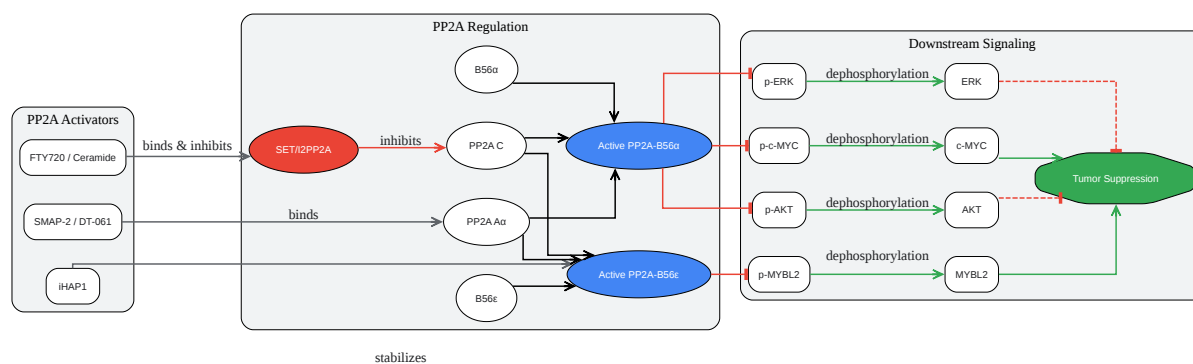 PP2A Regulation
Downstream Signaling
PP2A Activators
B56α
p-ERK
dephosphorylation
ERK
FTY720 / Ceramide
binds & inhibits
SET/I2PP2A
inhibits
PP2A C
Active PP2A-B56α
p-c-MYC
dephosphorylation
c-MYC
Tumor Suppression
SMAP-2 / DT-061
binds
PP2A Aα
p-AKT
dephosphorylation
AKT
iHAP1
Active PP2A-B56ε
p-MYBL2
dephosphorylation
MYBL2
B56ε
stabilizes